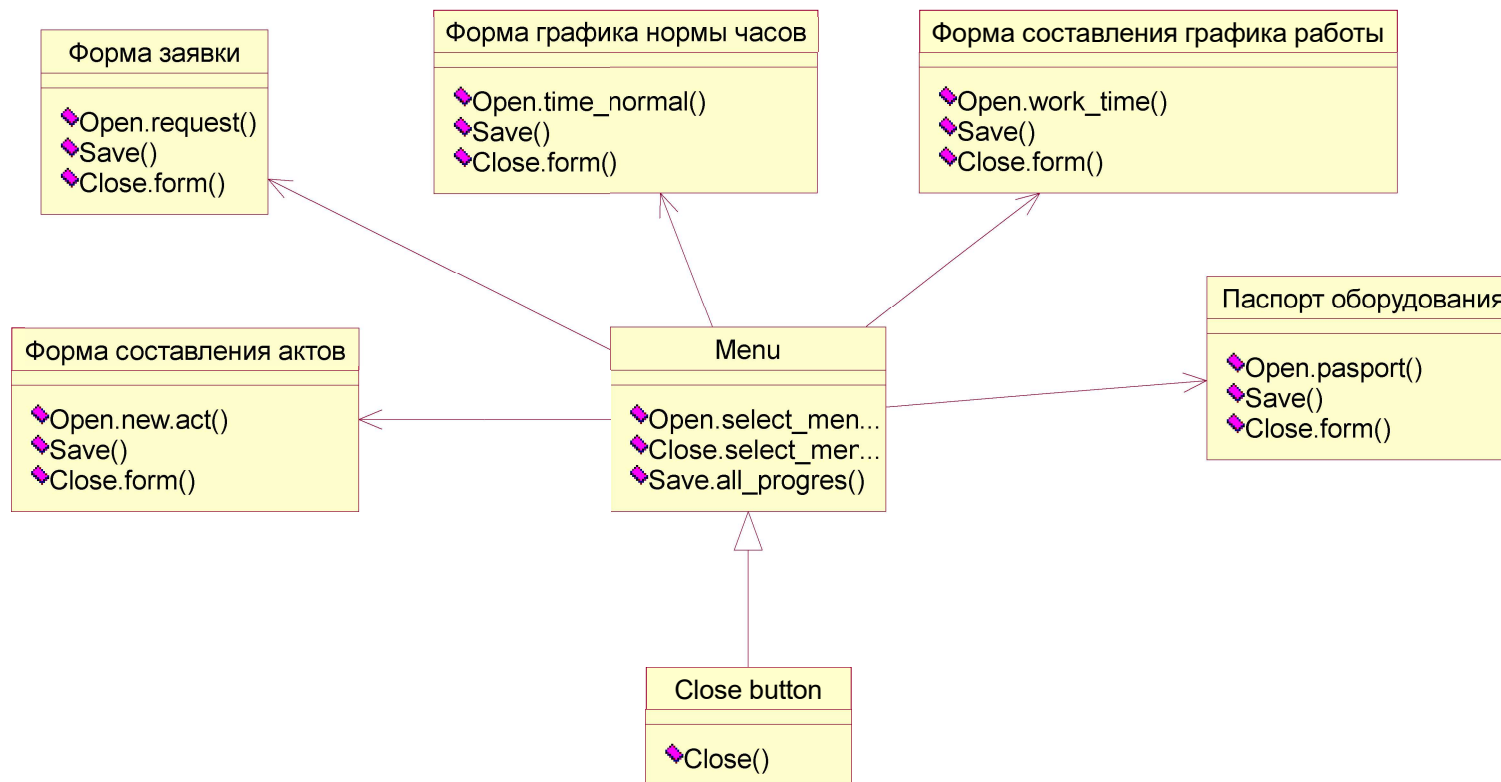 Форма заявки
Open.request()
Save()
Close.form()
Форма графика нормы часов
Open.time_normal()
Save()
Close.form()
Форма составления графика работы
Open.work_time()
Save()
Close.form()
Форма составления актов
Open.new.act()
Save()
Close.form()
Menu
Open.select_men...
Close.select_mer...
Save.all_progres()
Паспорт оборудования
Open.pasport()
Save()
Close.form()
Close button
Close()